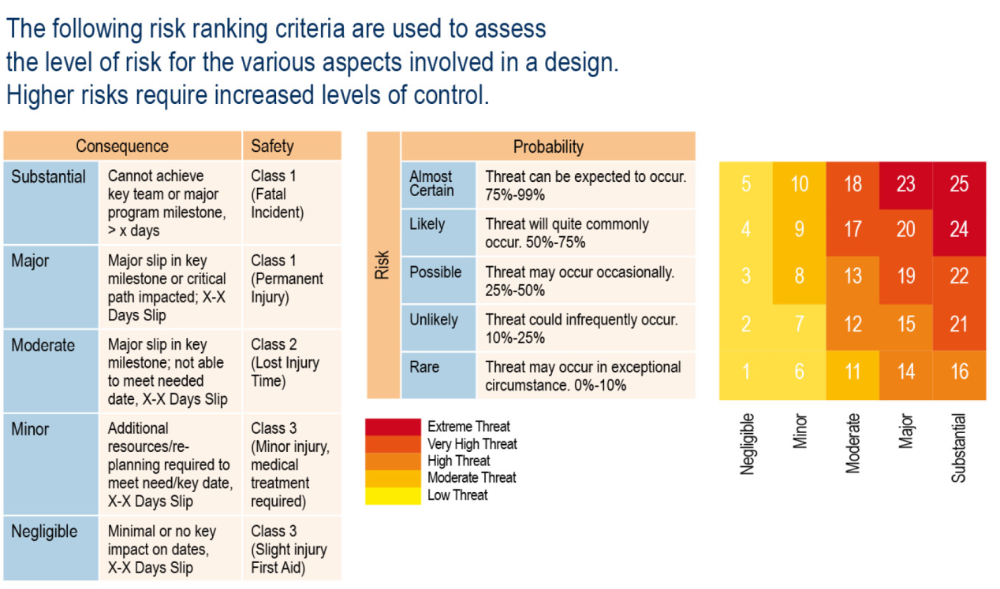 The following risk ranking criteria are used to assess
the level of risk for the various aspects involved in a design.
Higher risks require increased levels of control.
Consequence
Safety
Substantial
Cannot achieve
key team or major
program milestone,
> x days
Class 1
(Fatal
Incident)
Major
Major slip in key
milestone or critical
path impacted; X-X
Days Slip
Class 1
(Permanent
Injury)
Moderate
Major slip in key
milestone; not able
to meet needed
date, X-X Days Slip
Class 2
(Lost Injury
Time)
Minor
Additional
resources/re-
planning required to
meet need/key date,
X-X Days Slip
Class 3
(Minor injury,
medical
treatment
required)
Negligible
Minimal or no key
impact on dates,
X-X Days Slip
Class 3
(Slight injury
First Aid)
Risk
Probability
Almost
Certain
Threat can be expected to occur.
75%-99%
Likely
Threat will quite commonly
occur. 50%-75%
Possible
Threat may occur occasionally.
25%-50%
Unlikely
Threat could infrequently occur.
10%-25%
Rare
Threat may occur in exceptional
circumstance. 0%-10%
Extreme Threat
Very High Threat
High Threat
Moderate Threat
Low Threat
5 10 18 23 25
4 9 17 20 24
3 8 13 19 22
2 7 12 15 21
1 6 11 14 16
Negligible
Minor
Moderate
Major
Substantial